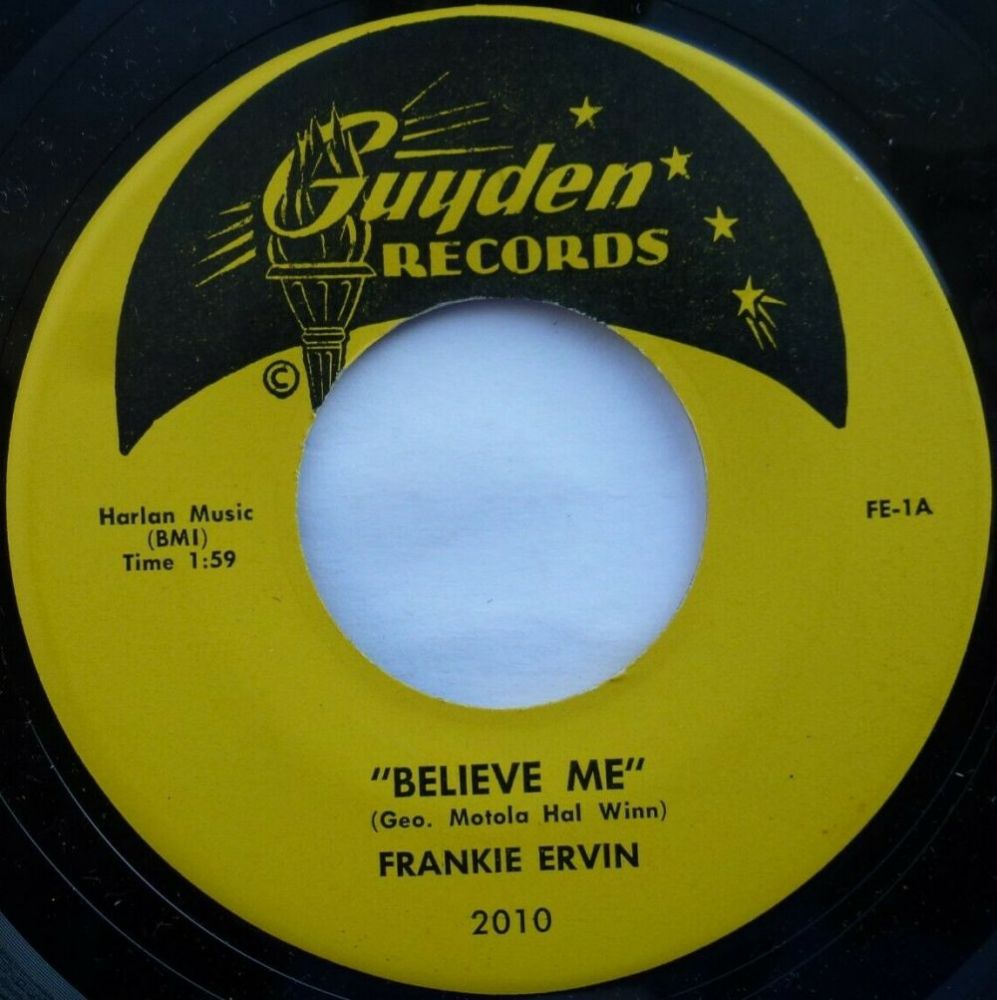 Guyden
RECORDS
©
Harlan Music
(BMI)
Time 1:59
FE-1A
"BELIEVE ME"
(Geo. Motola Hal Winn)
FRANKIE ERVIN
2010